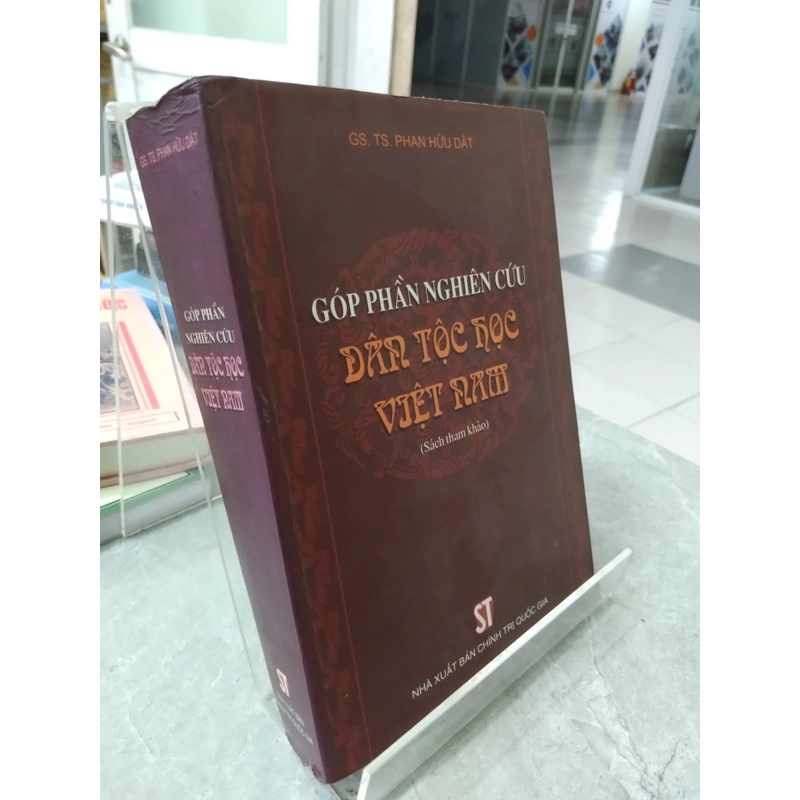 GS. TS. PHAN HỮU DẬT
GÓP PHẦN NGHIÊN CỨU
DÂN TỘC HỌC
VIỆT NAM
(Sách tham khảo)
ST
NHÀ XUẤT BẢN CHÍNH TRỊ QUỐC GIA
GS. TS. PHAN HỮU DẬT
GÓP PHẦN
NGHIÊN CỨU
DÂN TỘC HỌC
VIỆT NAM
ST